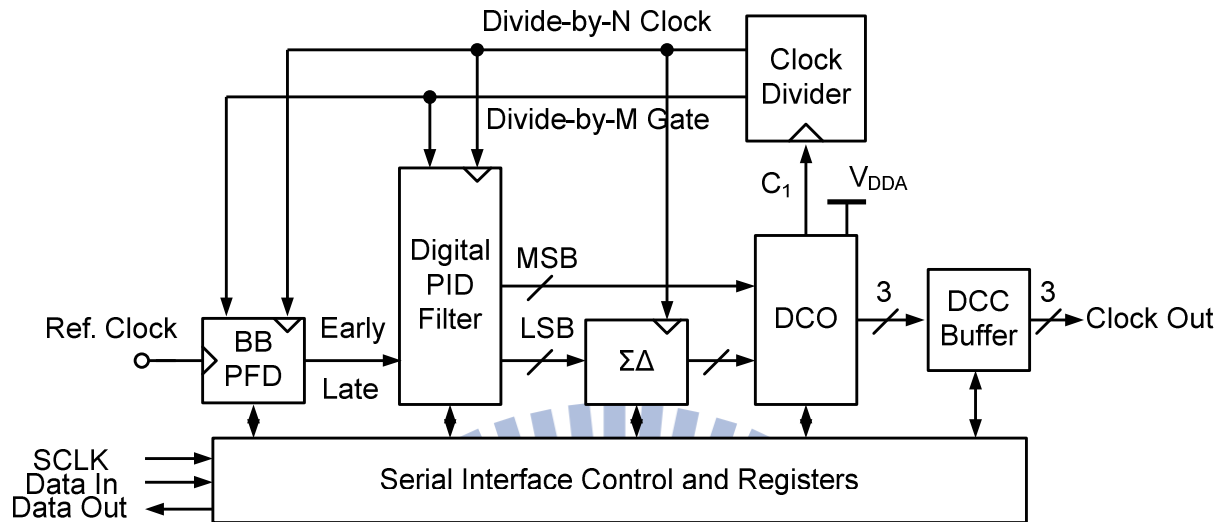 Divide-by-N Clock
Clock
Divider
Divide-by-M Gate
C1
VDDA
Digital
PID
Filter
MSB
LSB
DCO
3
DCC
Buffer
3
Clock Out
Ref. Clock
BB
PFD
Early
Late
ΣΔ
SCLK
Data In
Data Out
Serial Interface Control and Registers